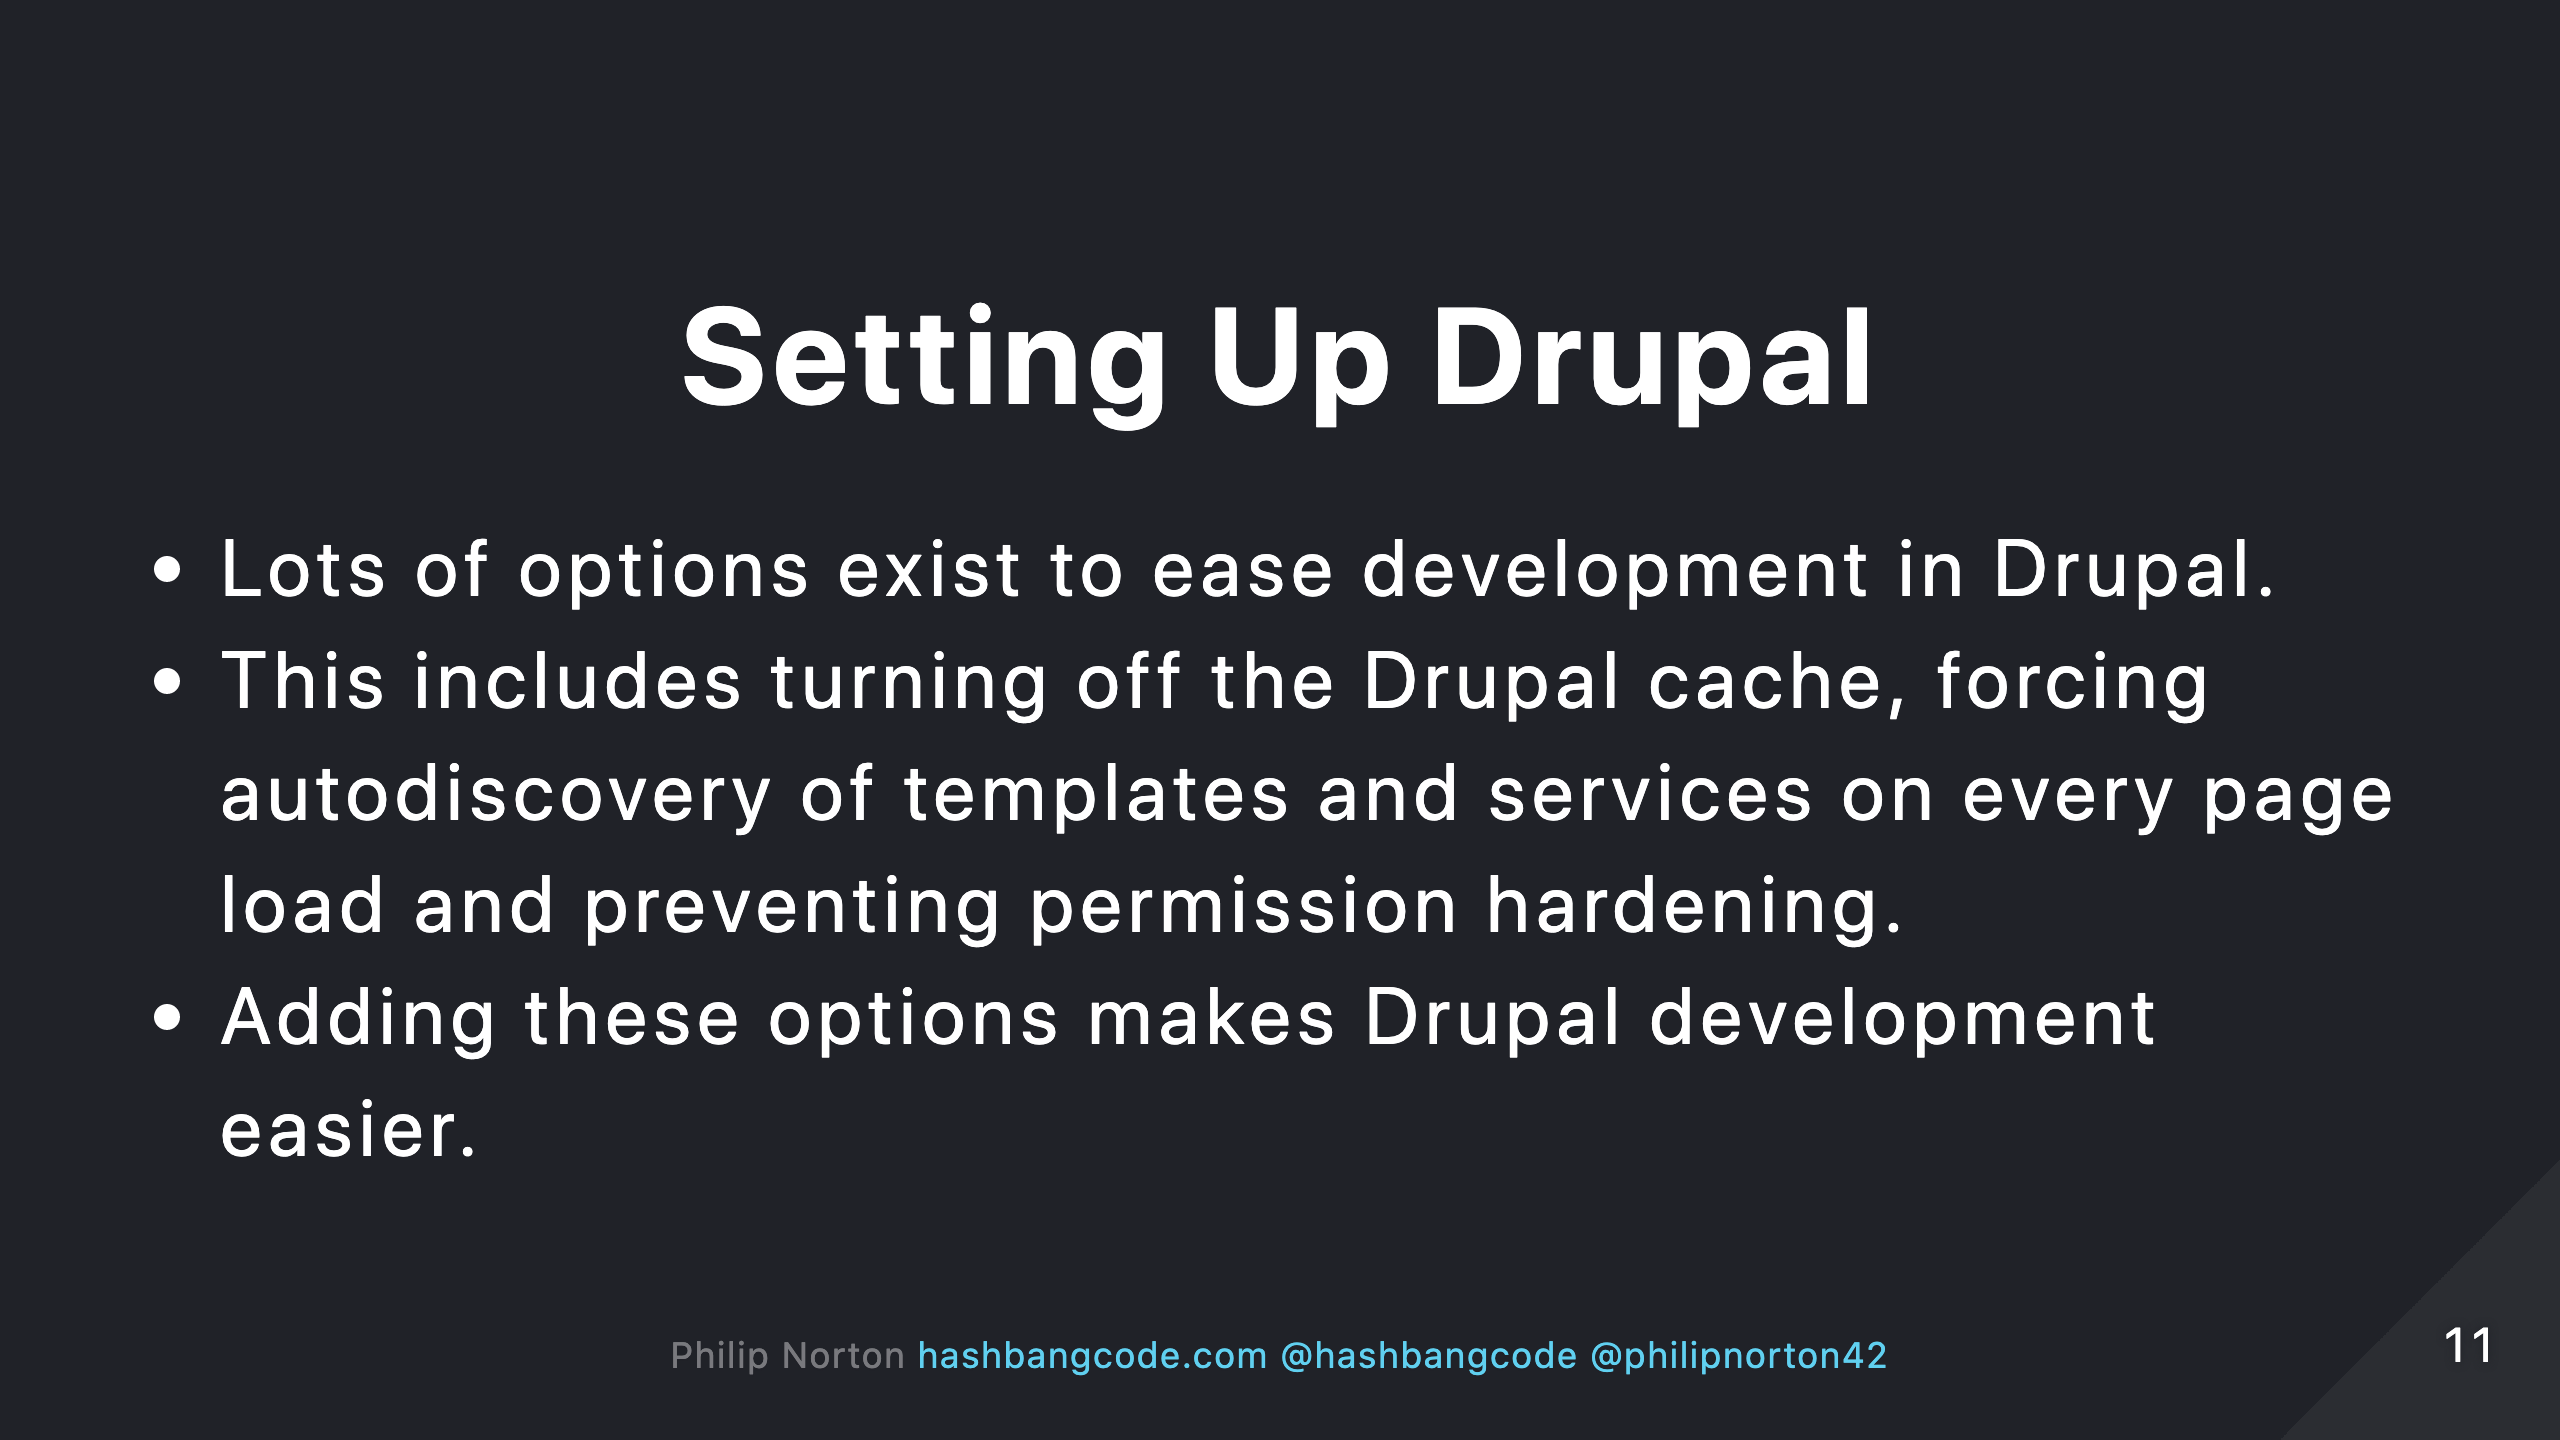 Setting Up Drupal
• Lots of options exist to ease development in Drupal.
• This includes turning off the Drupal cache, forcing
autodiscovery of templates and services on every page
load and preventing permission hardening.
• Adding these options makes Drupal development
easier.
Philip Norton hashbangcode.com @hashbangcode @philipnorton42
11